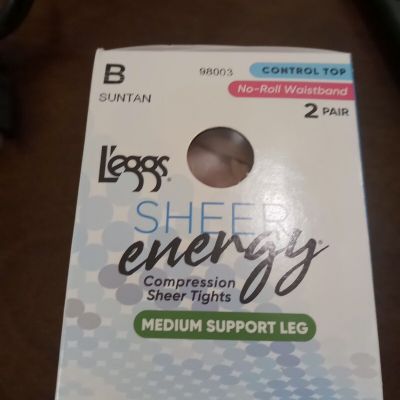 B
98003
CONTROL TOP
SUNTAN
No-Roll Waistband
2 PAIR
L'eggs®
SHEER
energy®
Compression
Sheer Tights
MEDIUM SUPPORT LEG